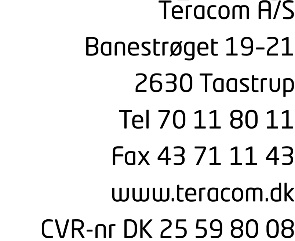 Teracom A/S
Banestrøget 19-21
2630 Taastrup
Tel 70 11 80 11
Fax 43 71 11 43
www.teracom.dk
CVR-nr DK 25 59 80 08